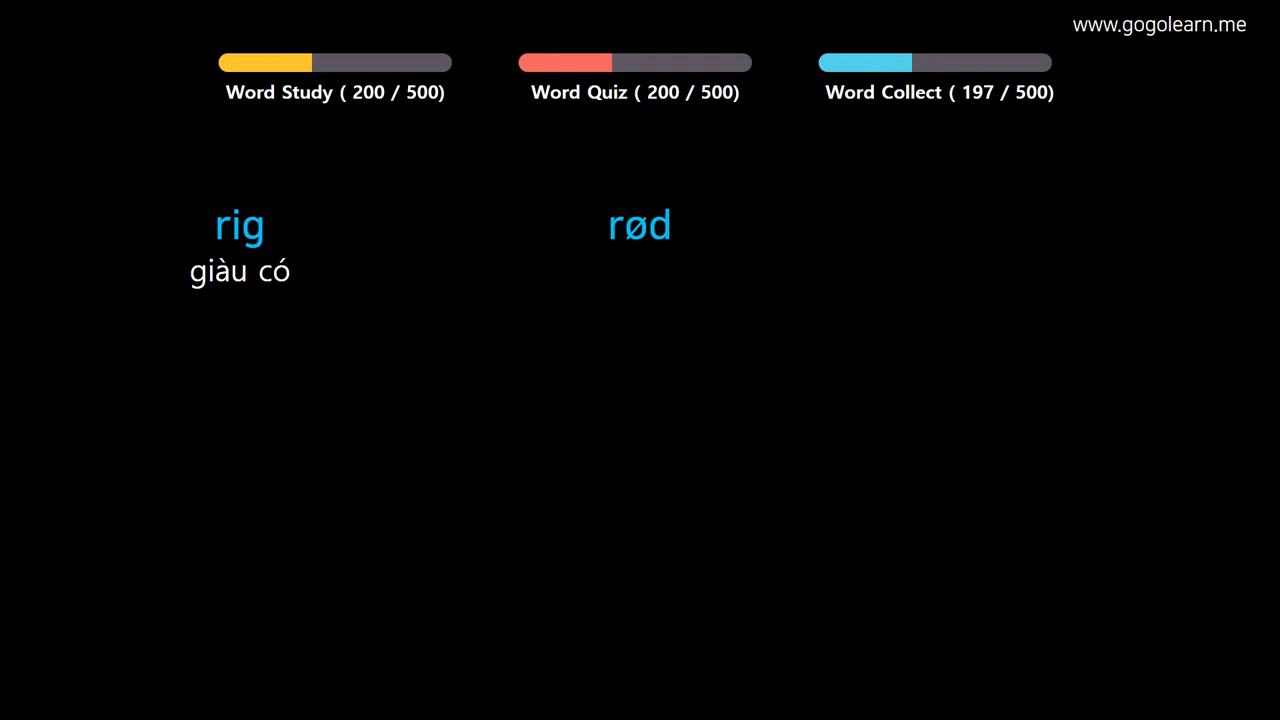 www.gogolearn.me
Word Study ( 200 / 500)
Word Quiz ( 200 / 500)
Word Collect ( 197 / 500)
rig
giàu có
rød